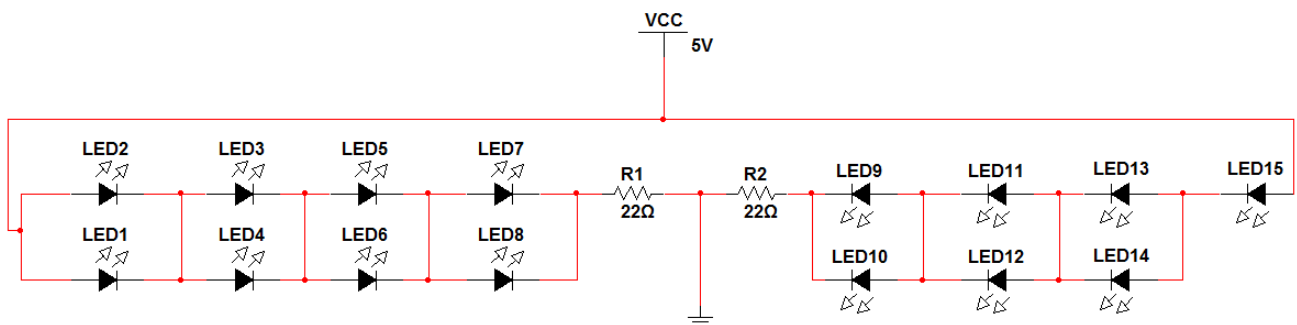 VCC
5V
LED2 LED3 LED5 LED7
R1 R2
LED9 LED11 LED13 LED15
22Ω 22Ω
LED1 LED4 LED6 LED8
LED10 LED12 LED14